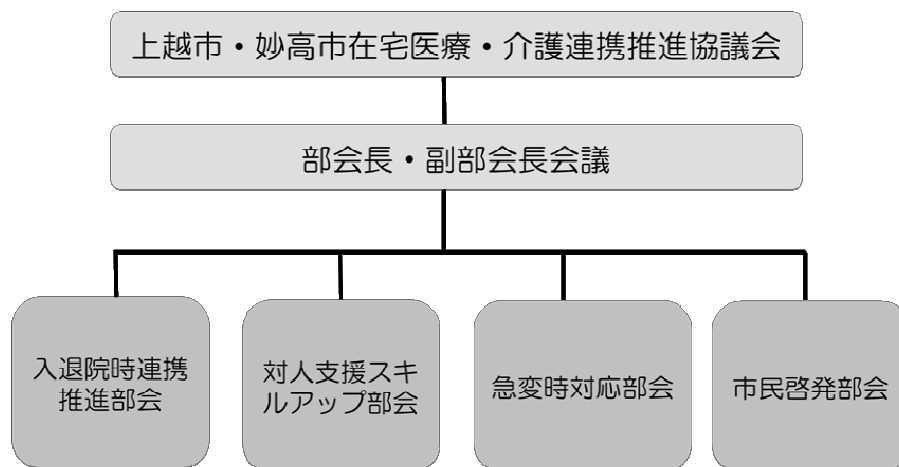 上越市・妙高市在宅医療・介護連携推進協議会
部会長・副部会長会議
入退院時連携
推進部会
対人支援スキ
ルアップ部会
急変時対応部会
市民啓発部会